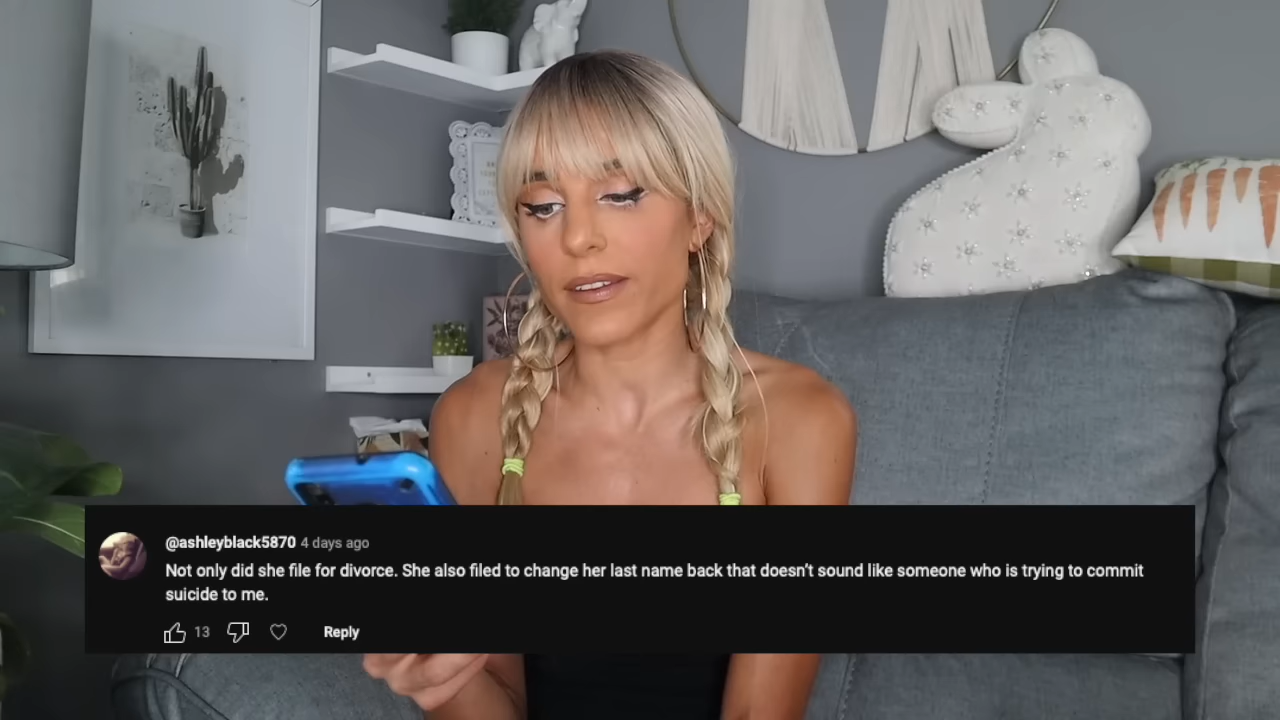 @ashleyblack5870 4 days ago
Not only did she file for divorce. She also filed to change her last name back that doesn't sound like someone who is trying to commit
suicide to me.
13
Reply